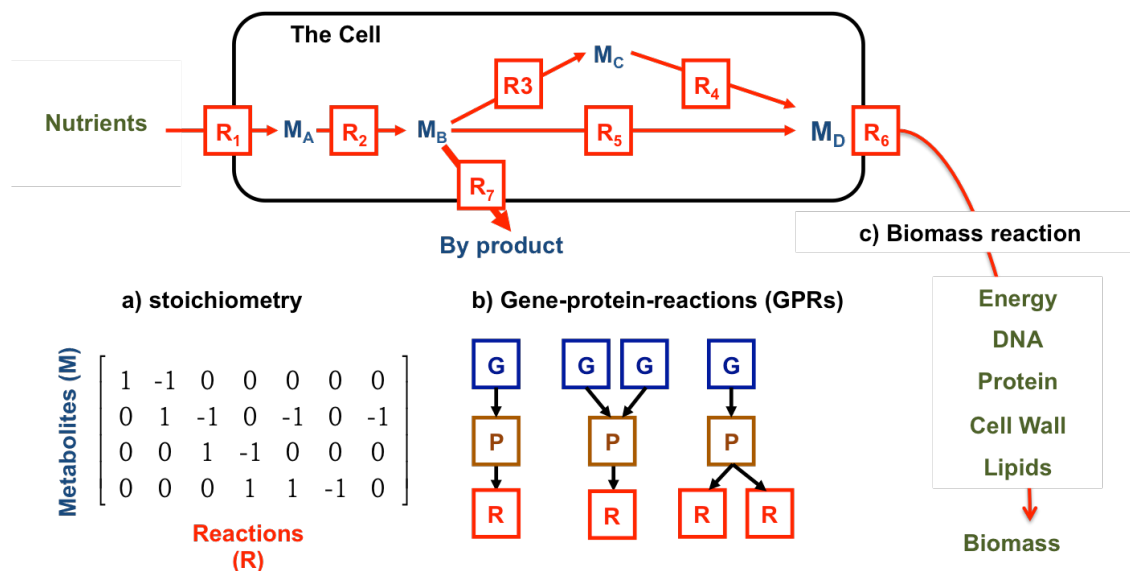 The Cell
Nutrients
R1
MA
R2
MB
R3
MC
R4
R5
MD
R6
R7
By product
c) Biomass reaction
Energy
DNA
Protein
Cell Wall
Lipids
Biomass
a) stoichiometry
Metabolites (M)
1 -1 0 0 0 0 0
0 1 -1 0 -1 0 -1
0 0 1 -1 0 0 0
0 0 0 1 1 -1 0
Reactions
(R)
b) Gene-protein-reactions (GPRs)
G G G G
P P P
R R R R